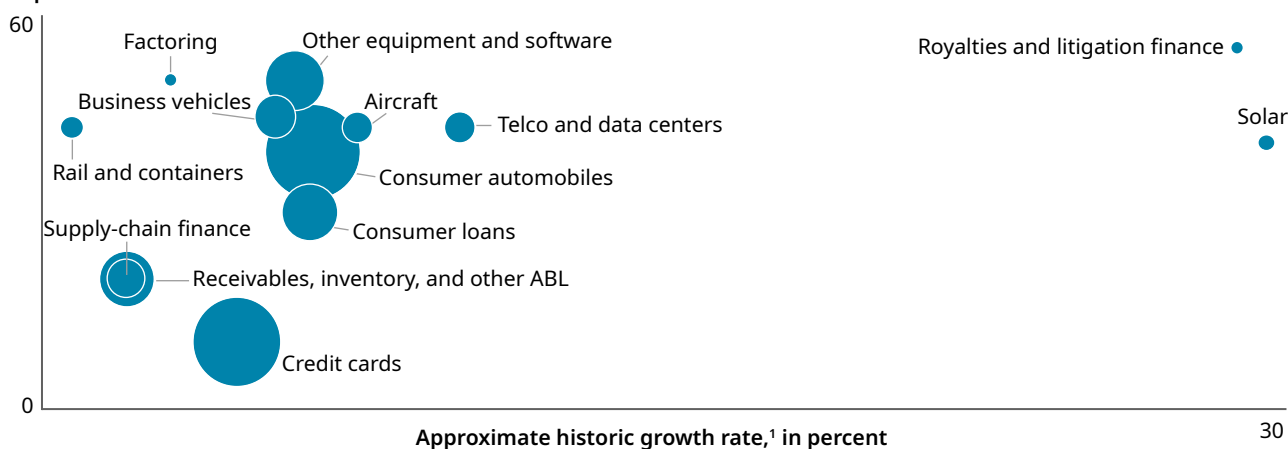 60
Factoring
Other equipment and software
Royalties and litigation finance
Business vehicles
Aircraft
Telco and data centers
Solar
Rail and containers
Consumer automobiles
Supply-chain finance
Consumer loans
Receivables, inventory, and other ABL
Credit cards
0
Approximate historic growth rate,¹ in percent
30